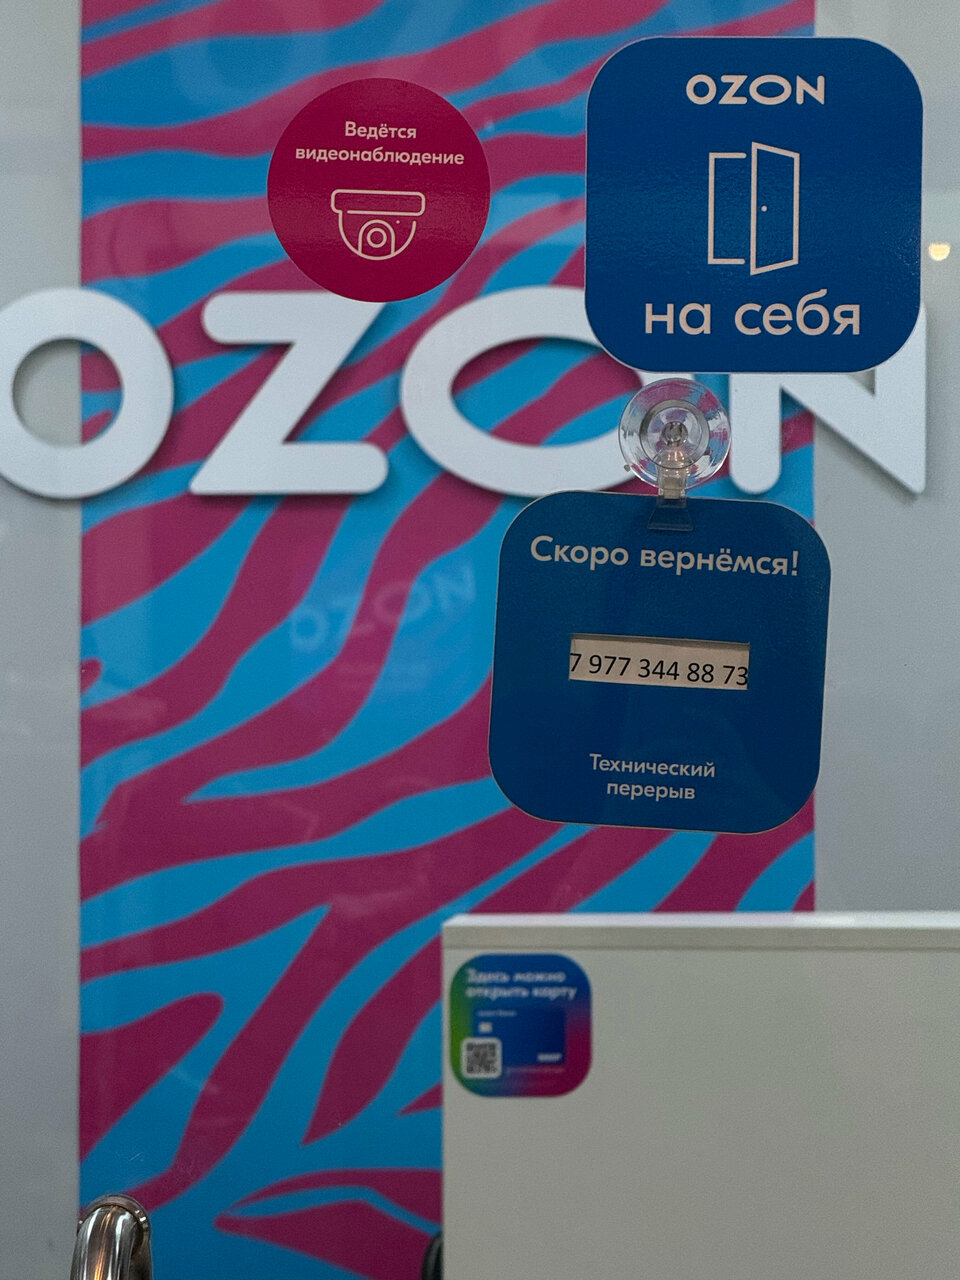 Ведётся
видеонаблюдение
OZON
на себя
OZON
Скоро вернёмся!
7 977 344 88 73
Технический
перерыв
OZON
Здесь можно
открыть карту